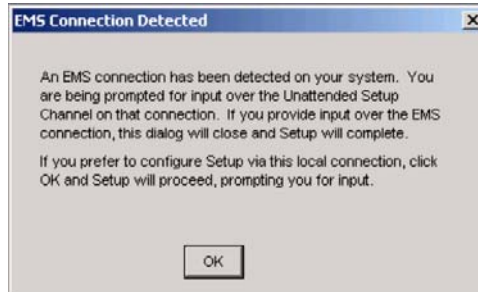 EMS Connection Detected
An EMS connection has been detected on your system. You
are being prompted for input over the Unattended Setup
Channel on that connection. If you provide input over the EMS
connection, this dialog will close and Setup will complete.
If you prefer to configure Setup via this local connection, click
OK and Setup will proceed, prompting you for input.
OK